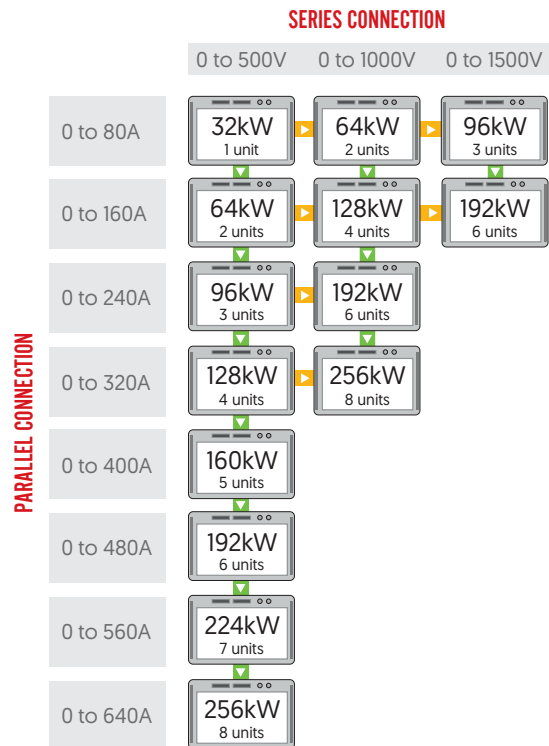 SERIES CONNECTION
0 to 500V 0 to 1000V 0 to 1500V
0 to 80A
32kW
1 unit
64kW
2 units
96kW
3 units
0 to 160A
64kW
2 units
128kW
4 units
192kW
6 units
0 to 240A
96kW
3 units
192kW
6 units
0 to 320A
128kW
4 units
256kW
8 units
0 to 400A
160kW
5 units
0 to 480A
192kW
6 units
0 to 560A
224kW
7 units
0 to 640A
256kW
8 units
PARALLEL CONNECTION